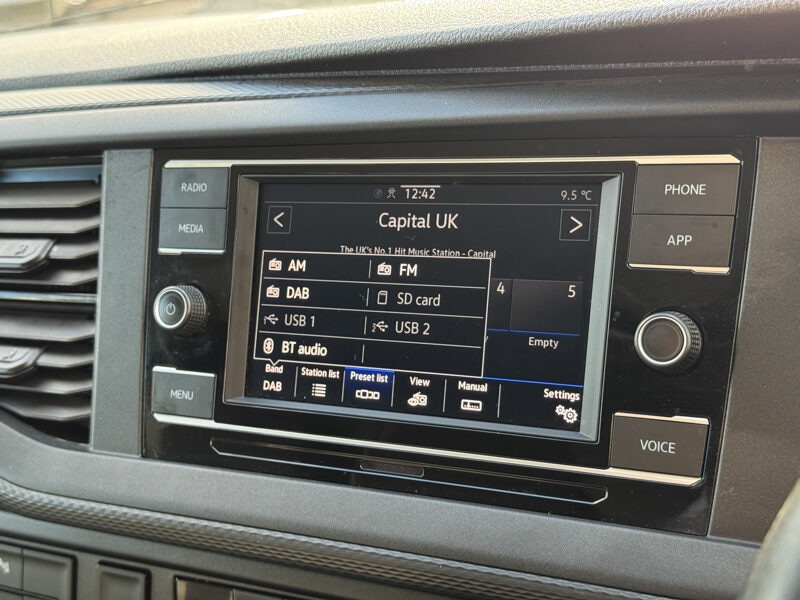 RADIO
MEDIA
MENU
12:42
9.5 °C
Capital UK
The UK's No.1 Hit Music Station - Capital
AM
FM
DAB
SD card
USB 1
USB 2
BT audio
4
5
Empty
Band
DAB
Station list
Preset list
View
Manual
Settings
PHONE
APP
VOICE